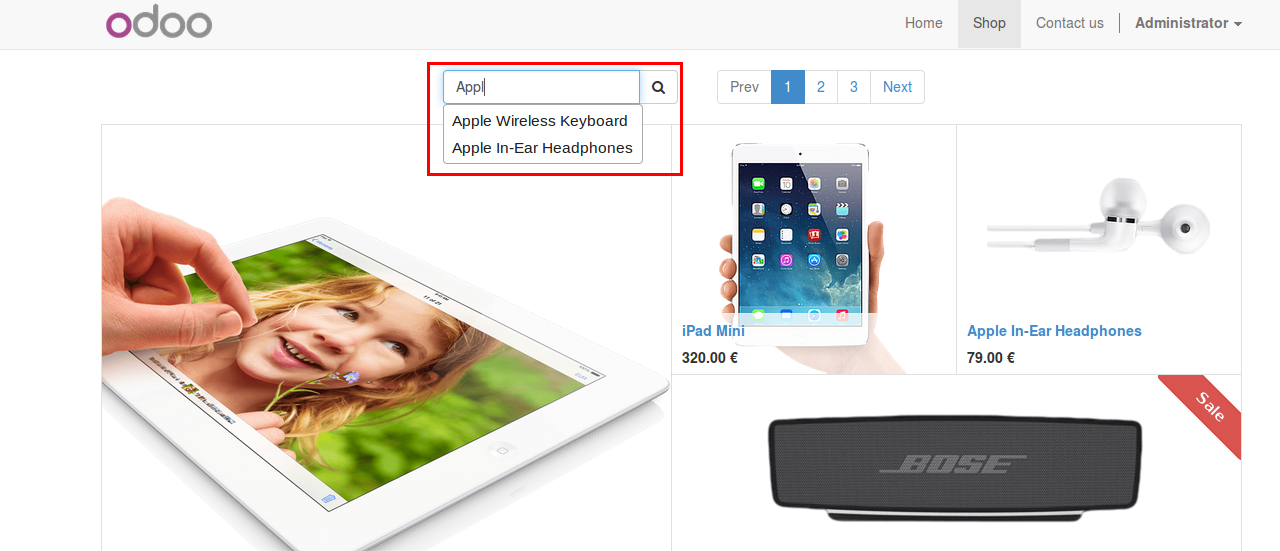 odoo
Home Shop Contact us Administrator
Appl
Prev 1 2 3 Next
Apple Wireless Keyboard
Apple In-Ear Headphones
iPad Mini
320.00 €
Apple In-Ear Headphones
79.00 €
Sale
BOSE